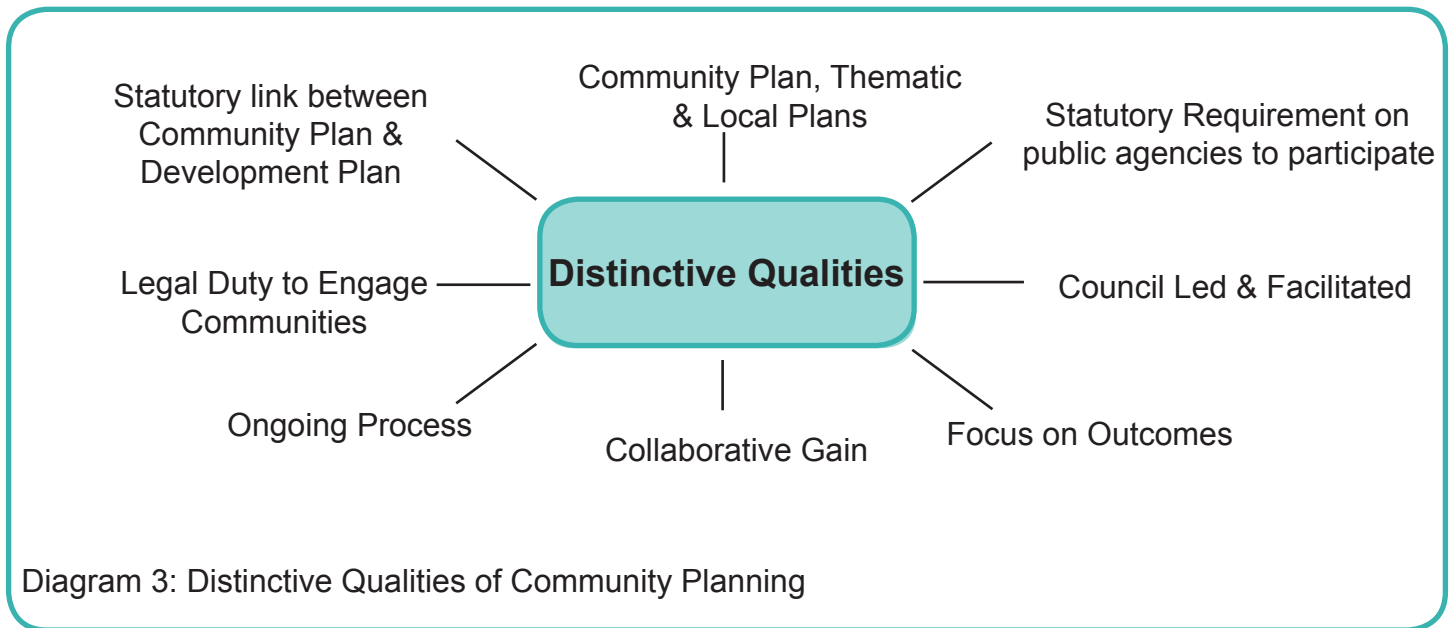 Statutory link between
Community Plan &
Development Plan
Community Plan, Thematic
& Local Plans
Statutory Requirement on
public agencies to participate
Legal Duty to Engage
Communities
Distinctive Qualities
Council Led & Facilitated
Ongoing Process
Collaborative Gain
Focus on Outcomes
Diagram 3: Distinctive Qualities of Community Planning